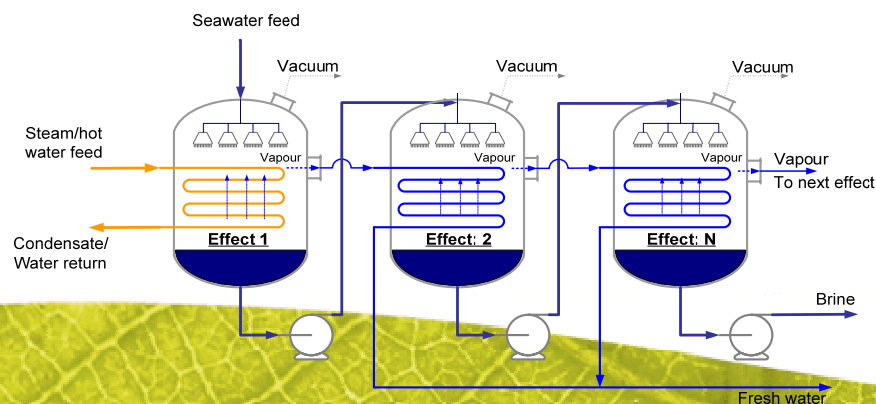 Seawater feed
Vacuum
Vacuum
Vacuum
Steam/hot
water feed
Vapour
Vapour
Vapour
Vapour
To next effect
Condensate/
Water return
Effect 1
Effect: 2
Effect: N
Brine
Fresh water